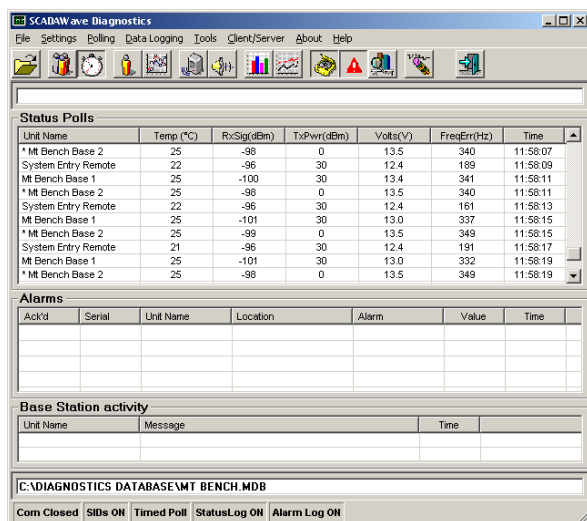 SCADAWave Diagnostics
File Settings Polling Data Logging Tools Client/Server About Help
Status Polls
Unit Name Temp (°C) RxSig(dBm) TxPwr(dBm) Volts(V) FreqErr(Hz) Time
* Mt Bench Base 2 25 -98 0 13.5 340 11:58:07
System Entry Remote 22 -96 30 12.4 189 11:58:09
Mt Bench Base 1 25 -100 30 13.4 341 11:58:11
* Mt Bench Base 2 25 -98 0 13.5 340 11:58:11
System Entry Remote 22 -96 30 12.4 161 11:58:13
Mt Bench Base 1 25 -101 30 13.0 337 11:58:15
* Mt Bench Base 2 25 -99 0 13.5 349 11:58:15
System Entry Remote 21 -96 30 12.4 191 11:58:17
Mt Bench Base 1 25 -101 30 13.0 332 11:58:19
* Mt Bench Base 2 25 -98 0 13.5 349 11:58:19
Alarms
Ack'd Serial Unit Name Location Alarm Value Time
Base Station activity
Unit Name Message Time
C:\DIAGNOSTICS DATABASE\MT BENCH.MDB
Com Closed SIDs ON Timed Poll StatusLog ON Alarm Log ON